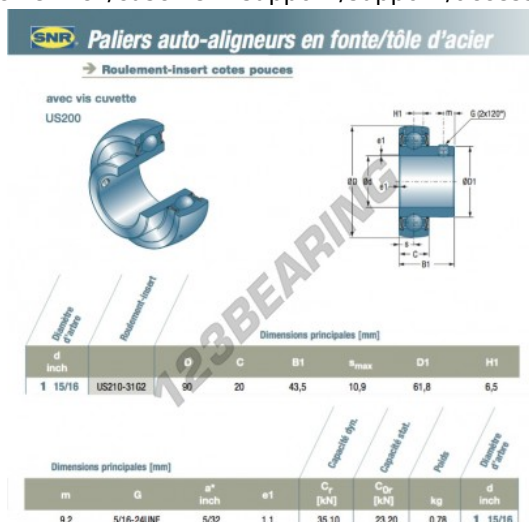 SNR Paliers auto-aligneurs en fonte/tôle d'acier
Roulement-insert cotes pouces
avec vis cuvette
US200
H1 m G (2x120°)
e1
ØD Ød e1 ØD1
s
C
B1
123BEARING
Diamètre d'arbre Roulement-insert Dimensions principales [mm]
d inch Ø C B1 smax D1 H1
1 15/16 US210-31G2 90 20 43,5 10,9 61,8 6,5
Dimensions principales [mm] Capacité dyn. Capacité stat. Poids Diamètre d'arbre
m G a* inch e1 Cr [kN] C0r [kN] kg d inch
9,2 5/16-24UNF 5/32 1,1 35,10 23,20 0,78 1 15/16